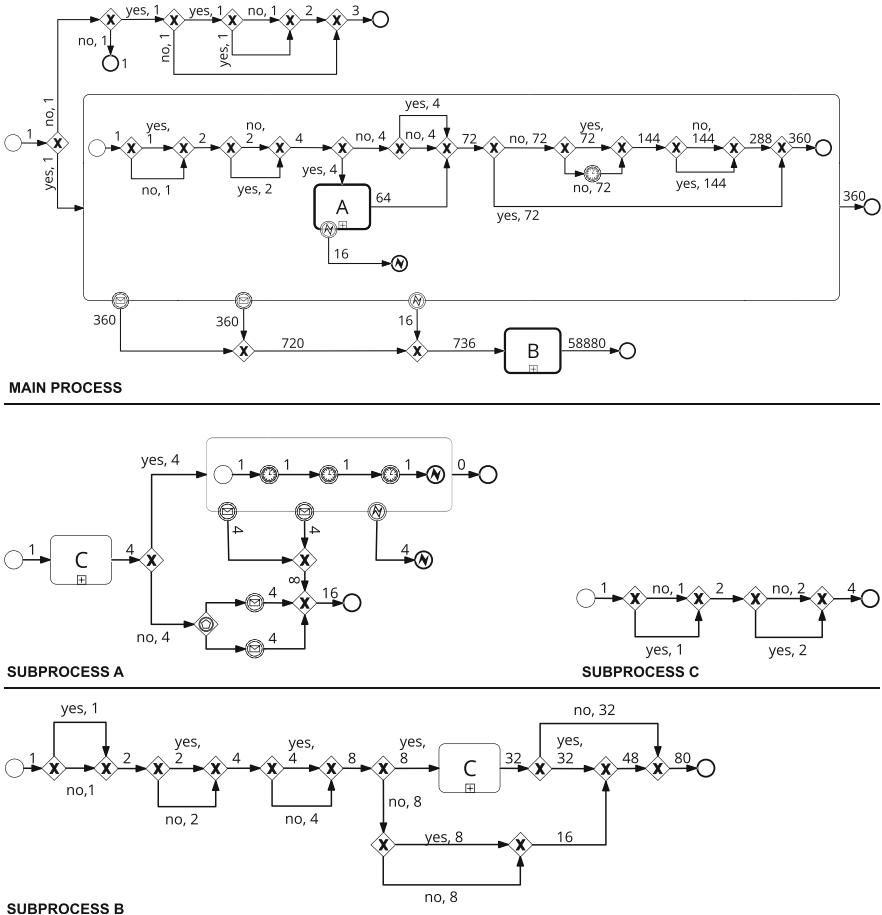 yes, 1
yes, 1
no, 1
2
3
no, 1
1
no, 1
yes, 1
no, 1
1
yes, 1
yes, 4
1
yes,
1
2
no,
2
4
no, 4
no, 4
72
no, 72
yes,
72
144
no,
144
288
360
no, 1
yes, 2
yes, 4
no, 72
yes, 144
A
64
yes, 72
360
16
360
360
16
720
736
B
58880
MAIN PROCESS
yes, 4
1
1
1
1
0
4
4
1
C
4
4
8
4
16
no, 4
4
SUBPROCESS A
1
no, 1
2
no, 2
4
yes, 1
yes, 2
SUBPROCESS C
yes, 1
no, 32
1
2
yes,
2
4
yes,
4
8
yes,
8
C
32
yes,
32
48
80
no,1
no, 2
no, 4
no, 8
yes, 8
16
no, 8
SUBPROCESS B